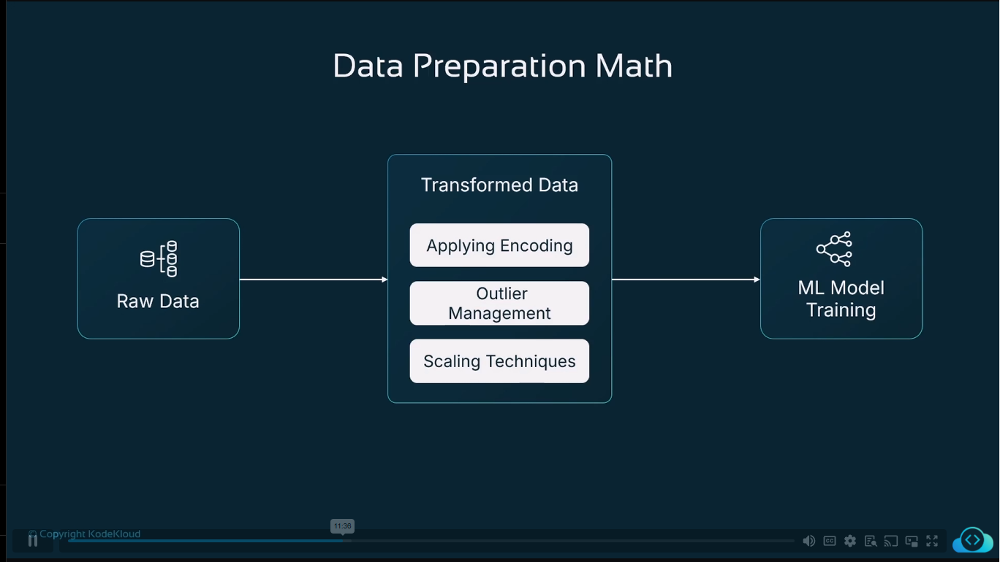 Data Preparation Math
Transformed Data
Applying Encoding
Raw Data
Outlier
Management
ML Model
Training
Scaling Techniques
11:36
© Copyright KodeKloud
CC